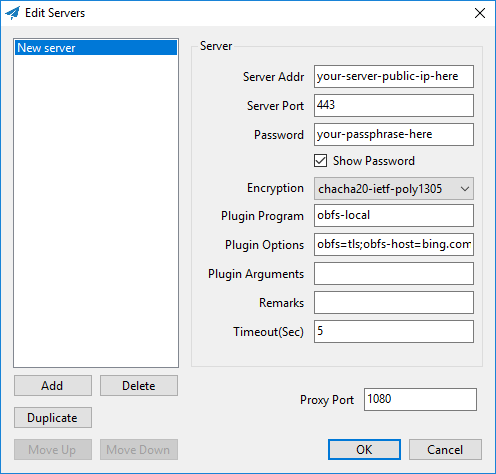 Edit Servers
New server
Server
Server Addr your-server-public-ip-here
Server Port 443
Password your-passphrase-here
Show Password
Encryption chacha20-ietf-poly1305
Plugin Program obfs-local
Plugin Options obfs=tls;obfs-host=bing.com
Plugin Arguments
Remarks
Timeout(Sec) 5
Add Delete
Proxy Port 1080
Duplicate
Move Up Move Down OK Cancel